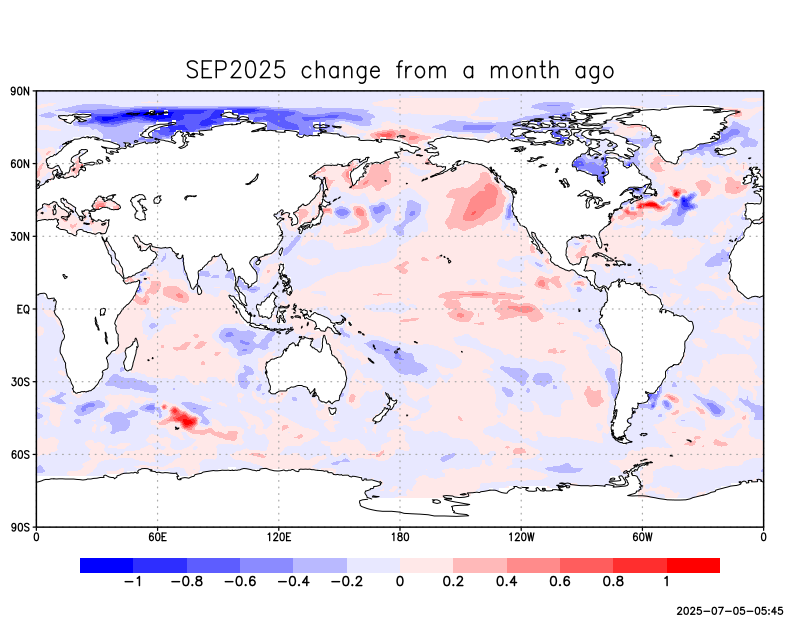 SEP2025 change from a month ago
90N
60N
30N
EQ
30S
60S
90S
0 60E 120E 180 120W 60W 0
-1 -0.8 -0.6 -0.4 -0.2 0 0.2 0.4 0.6 0.8 1
2025-07-05-05:45